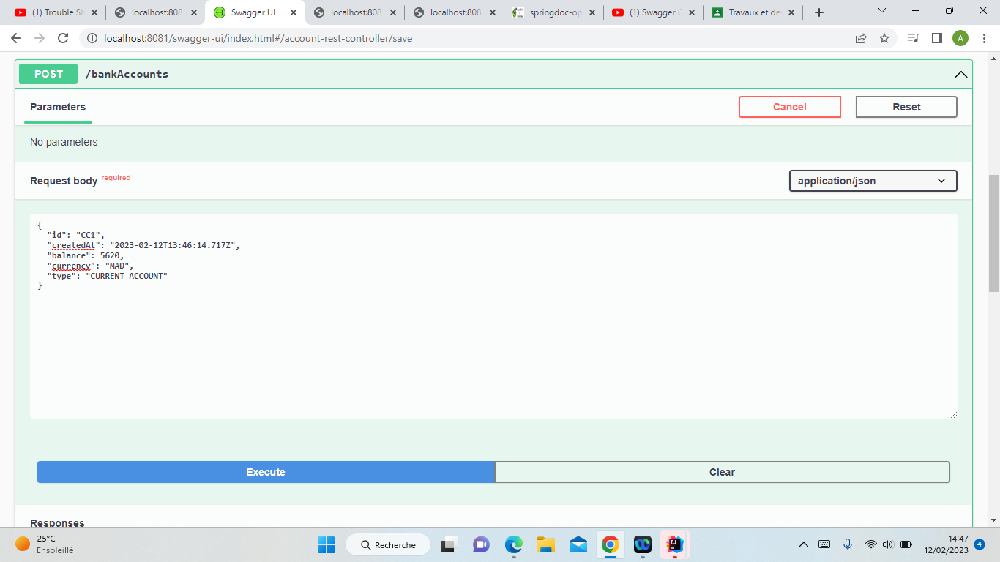 (1) Trouble Sh
localhost:808
Swagger UI
localhost:808
localhost:808
springdoc-op
(1) Swagger C
Travaux et de
localhost:8081/swagger-ui/index.html#/account-rest-controller/save
A
POST /bankAccounts
Parameters
Cancel
Reset
No parameters
Request body required
application/json
{
"id": "CC1",
"createdAt": "2023-02-12T13:46:14.717Z",
"balance": 5620,
"currency": "MAD",
"type": "CURRENT_ACCOUNT"
}
Execute
Clear
Responses
25°C
Ensoleillé
Recherche
14:47
12/02/2023
4